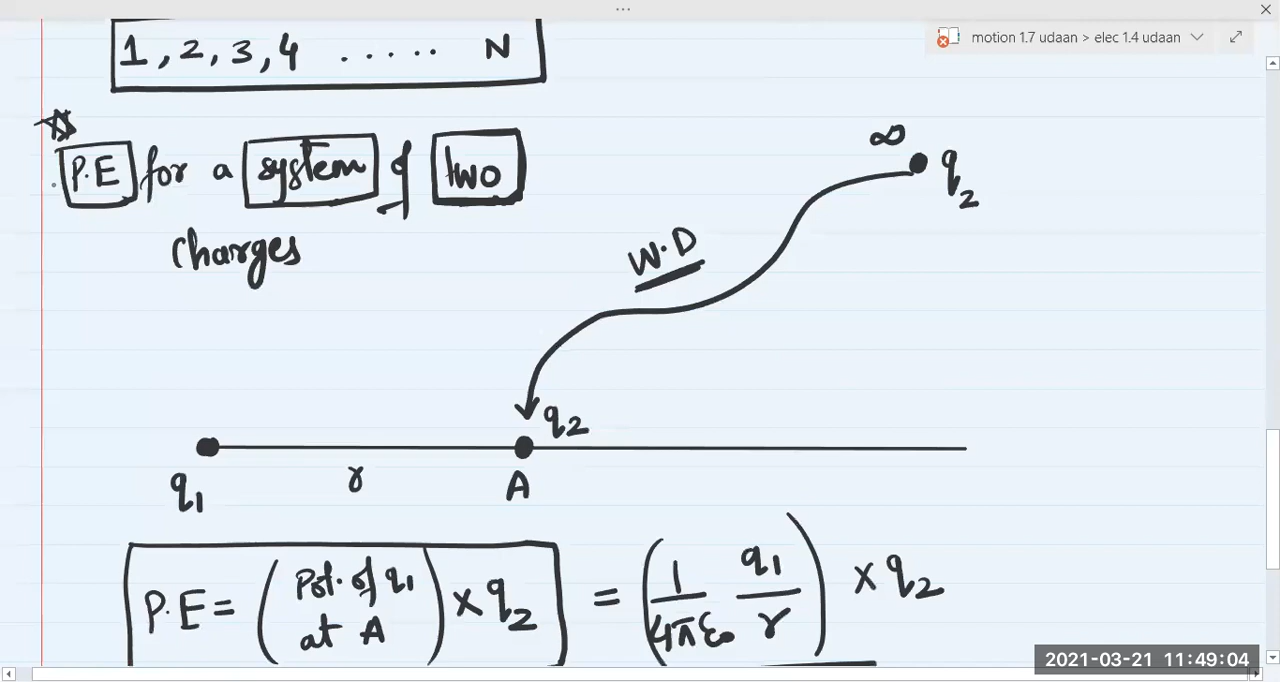 ...
motion 1.7 udaan > elec 1.4 udaan
1, 2, 3, 4 ..... N
P.E for a system of two
charges
∞
q₂
W.D
q₂
q₁ r A
P.E = (Pot. of q₁ at A) × q₂ = (1/4πε₀ q₁/r) × q₂
2021-03-21 11:49:04